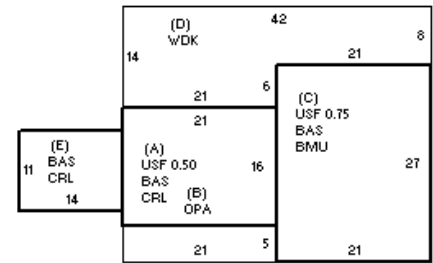 (D)
WDK
42
8
14
21
6
21
21
(C)
USF 0.75
BAS
BMU
(E)
BAS
CRL
11
14
(A)
USF 0.50
BAS
CRL
(B)
OPA
16
27
21
5
21